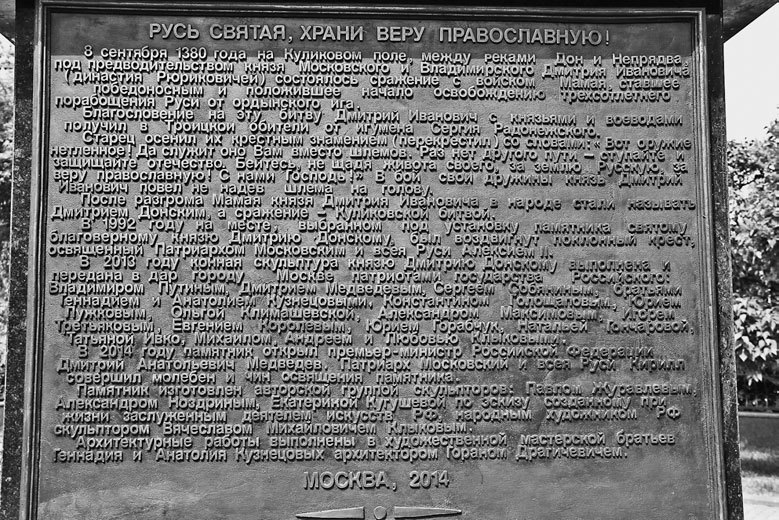 РУСЬ СВЯТАЯ, ХРАНИ ВЕРУ ПРАВОСЛАВНУЮ!
8 сентября 1380 года на Куликовом поле, между реками Дон и Непрядва,
под предводительством князя Московского и Владимирского Дмитрия Ивановича
(династия Рюриковичей) состоялось сражение с войском Мамая, ставшее
победоносным и положившее начало освобождению трехсотлетнего
порабощения Руси от ордынского ига.
Благословение на эту битву Дмитрий Иванович с князьями и воеводами
получил в Троицкой обители от игумена Сергия Радонежского.
Старец осенил их крестным знамением (перекрестил) со словами: « Вот оружие
нетленное! Да служит оно Вам вместо шлемов. Раз нет другого пути – ступайте и
защищайте отечество. Бейтесь, не щадя живота своего, за землю Русскую, за
веру православную! С нами Господь!» В бой свои дружины князь Дмитрий
Иванович повел не надев шлема на голову.
После разгрома Мамая князя Дмитрия Ивановича в народе стали называть
Дмитрием Донским, а сражение – Куликовской битвой.
В 1992 году на месте, выбранном под установку памятника святому
благоверному князю Дмитрию Донскому, был воздвигнут поклонный крест,
освященный Патриархом Московским и всея Руси Алексием II.
В 2013 году конная скульптура князю Дмитрию Донскому выполнена и
передана в дар городу Москве патриотами государства Российского
Владимиром Путиным, Дмитрием Медведевым, Сергеем Собяниным, братьями
Геннадием и Анатолием Кузнецовыми, Константином Голощаповым, Юрием
Лужковым, Ольгой Климашевской, Александром Максимовым, Игорем
Третьяковым, Евгением Королевым, Юрием Горабчук, Натальей Гончаровой,
Татьяной Ивко, Михаилом, Андреем и Любовью Клыковыми.
В 2014 году памятник открыл премьер-министр Российской Федерации
Дмитрий Анатольевич Медведев. Патриарх Московский и всея Руси Кирилл
совершил молебен и чин освящения памятника.
Памятник изготовлен авторской группой скульпторов: Павлом Журавлевым,
Александром Ноздриным, Екатериной Клушевой по эскизу созданному при
жизни заслуженным деятелем искусств РФ, народным художником РФ
скульптором Вячеславом Михайловичем Клыковым.
Архитектурные работы выполнены в художественной мастерской братьев
Геннадия и Анатолия Кузнецовых архитектором Гораном Драгичевичем.
МОСКВА, 2014